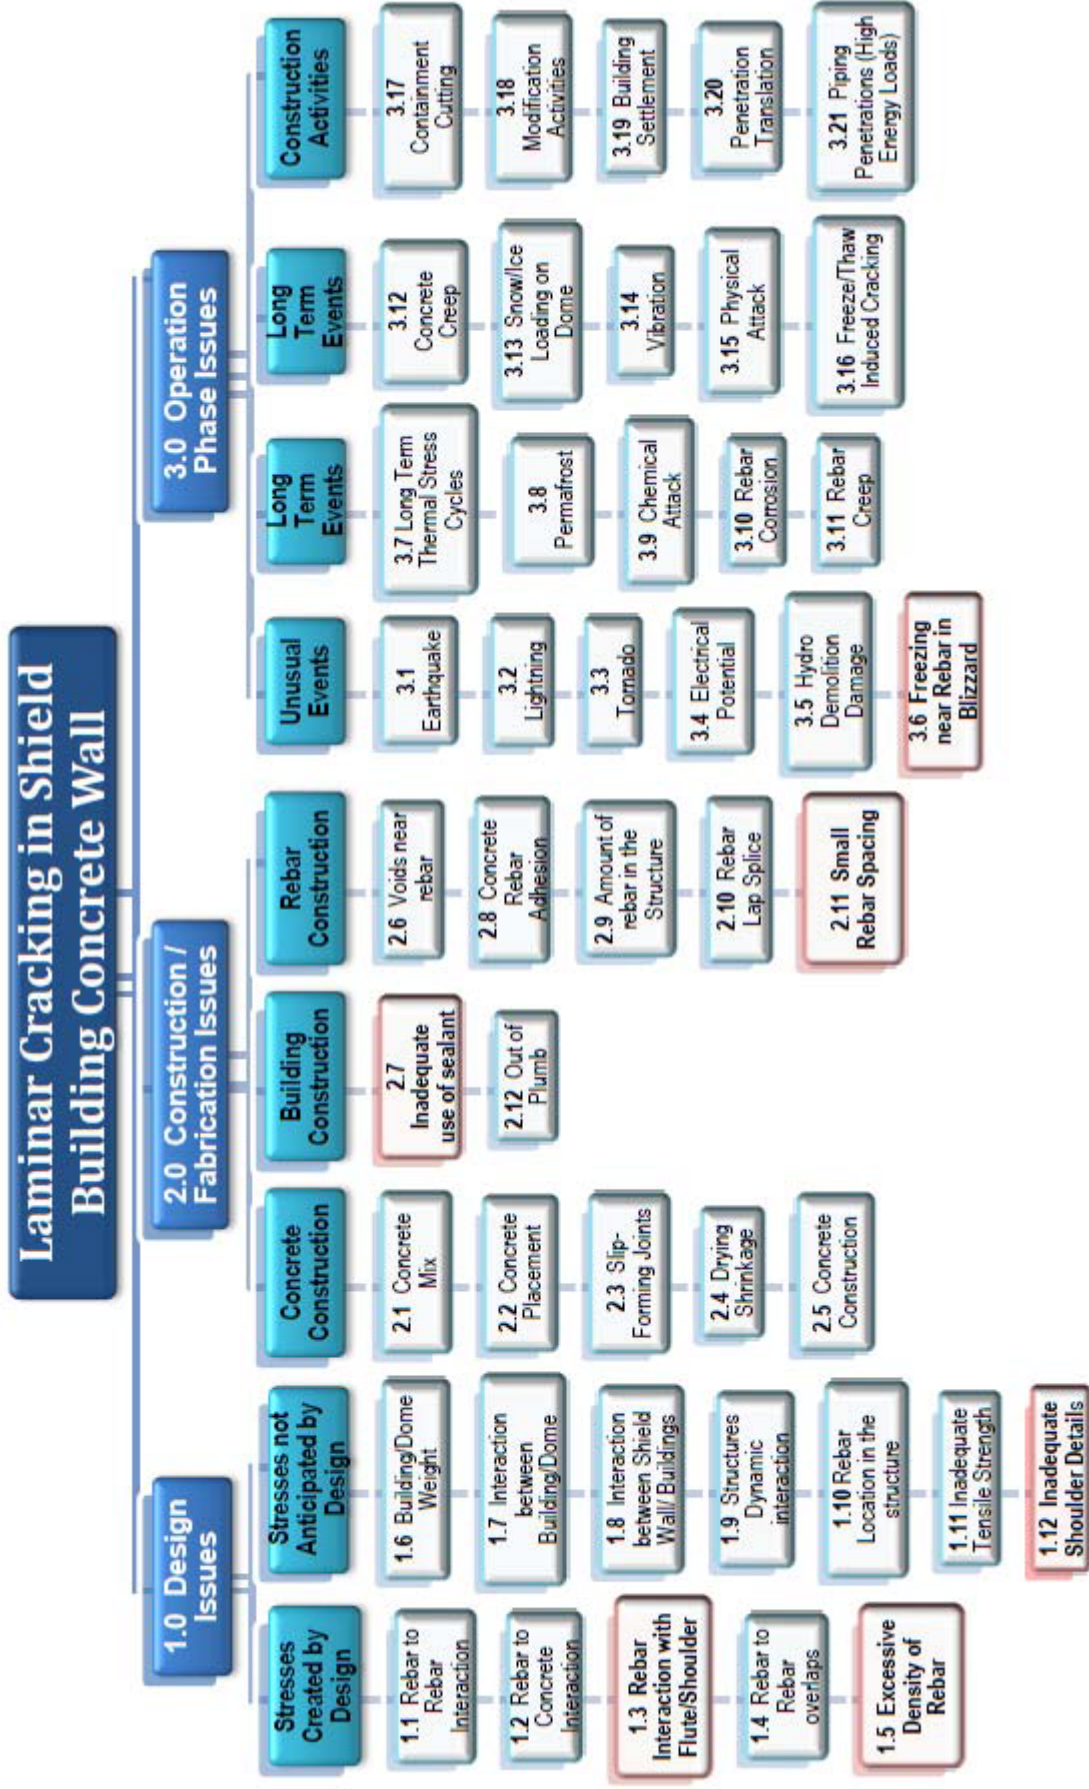 Laminar Cracking in Shield
Building Concrete Wall
1.0 Design
Issues
Stresses
Created by
Design
1.1 Rebar to
Rebar
Interaction
1.2 Rebar to
Concrete
Interaction
1.3 Rebar
Interaction with
Flute/Shoulder
1.4 Rebar to
Rebar
overlaps
1.5 Excessive
Density of
Rebar
Stresses not
Anticipated by
Design
1.6 Building/Dome
Weight
1.7 Interaction
between
Building/Dome
1.8 Interaction
between Shield
Wall/ Buildings
1.9 Structures
Dynamic
interaction
1.10 Rebar
Location in the
structure
1.11 Inadequate
Tensile Strength
1.12 Inadequate
Shoulder Details
2.0 Construction /
Fabrication Issues
Concrete
Construction
2.1 Concrete
Mix
2.2 Concrete
Placement
2.3 Slip-
Forming Joints
2.4 Drying
Shrinkage
2.5 Concrete
Construction
Building
Construction
2.7
Inadequate
use of sealant
2.12 Out of
Plumb
Rebar
Construction
2.6 Voids near
rebar
2.8 Concrete
Rebar
Adhesion
2.9 Amount of
rebar in the
Structure
2.10 Rebar
Lap Splice
2.11 Small
Rebar Spacing
3.0 Operation
Phase Issues
Unusual
Events
3.1
Earthquake
3.2
Lightning
3.3
Tornado
3.4 Electrical
Potential
3.5 Hydro
Demolition
Damage
3.6 Freezing
near Rebar in
Blizzard
Long
Term
Events
3.7 Long Term
Thermal Stress
Cycles
3.8
Permafrost
3.9 Chemical
Attack
3.10 Rebar
Corrosion
3.11 Rebar
Creep
Long
Term
Events
3.12
Concrete
Creep
3.13 Snow/Ice
Loading on
Dome
3.14
Vibration
3.15 Physical
Attack
3.16 Freeze/Thaw
Induced Cracking
Construction
Activities
3.17
Containment
Cutting
3.18
Modification
Activities
3.19 Building
Settlement
3.20
Penetration
Translation
3.21 Piping
Penetrations (High
Energy Loads)